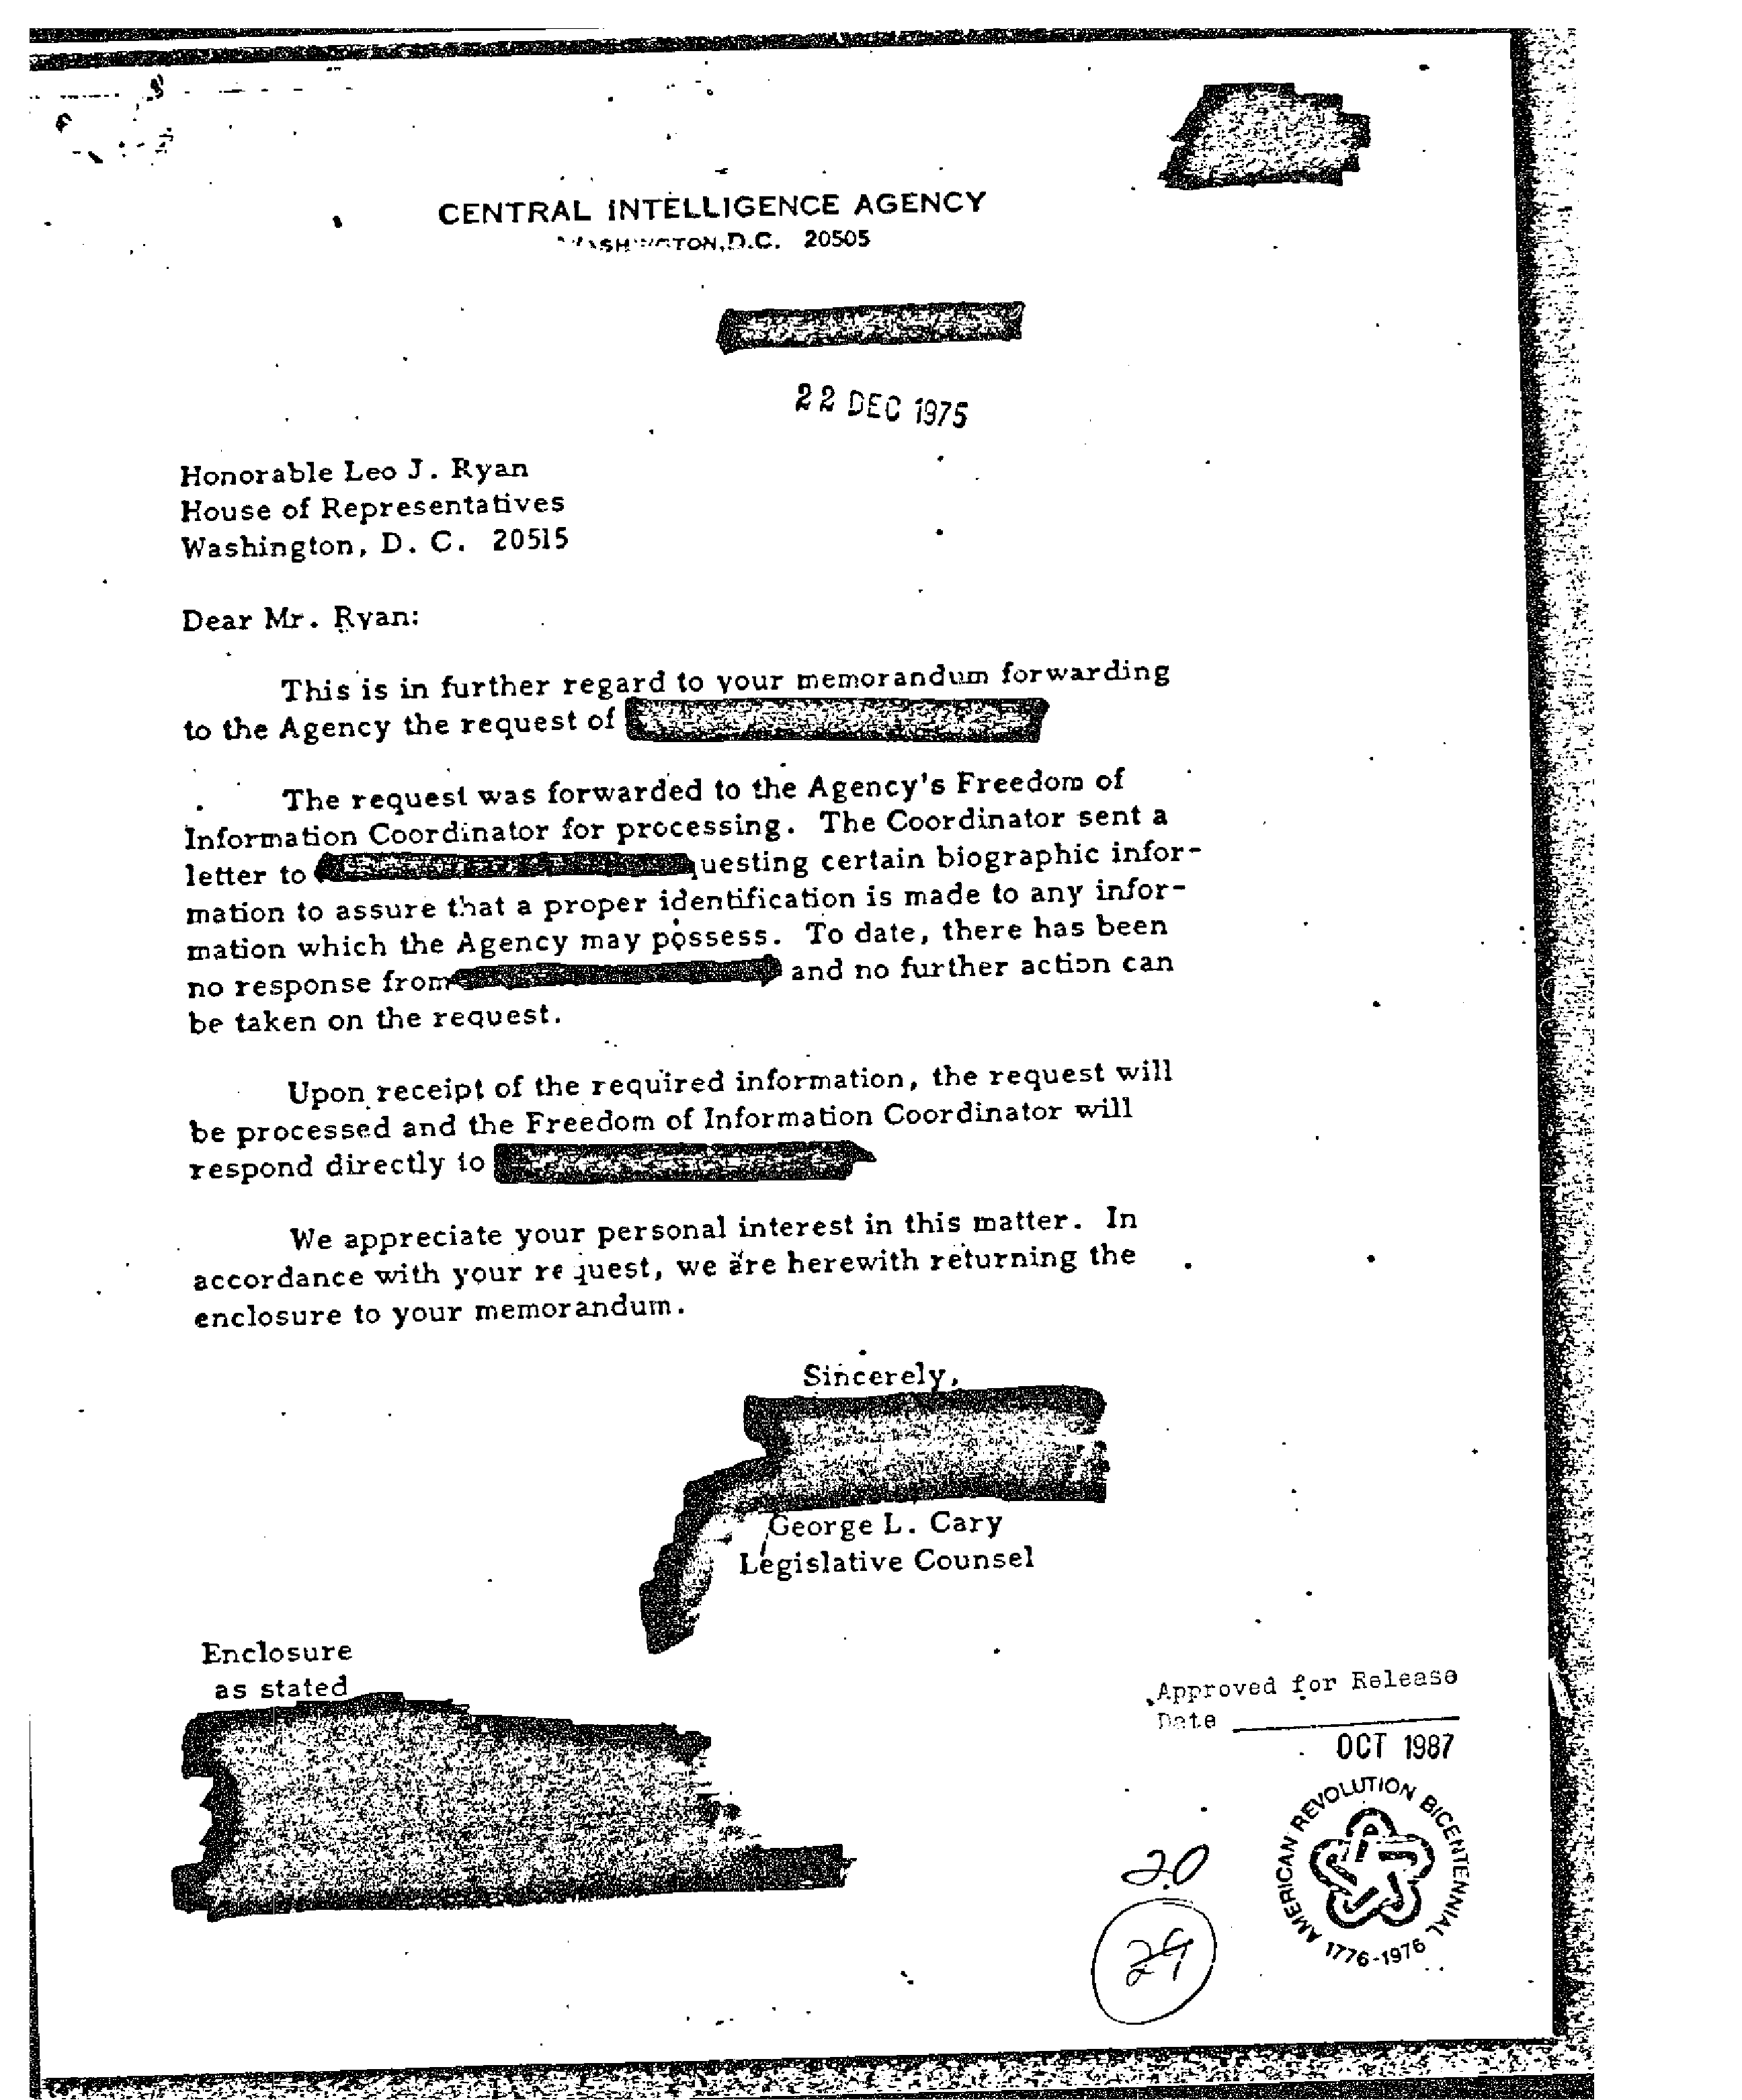 CENTRAL INTELLIGENCE AGENCY
WASHINGTON, D.C. 20505
22 DEC 1975
Honorable Leo J. Ryan
House of Representatives
Washington, D. C. 20515
Dear Mr. Ryan:
This is in further regard to your memorandum forwarding
to the Agency the request of
The request was forwarded to the Agency's Freedom of
Information Coordinator for processing. The Coordinator sent a
letter to questing certain biographic infor-
mation to assure that a proper identification is made to any infor-
mation which the Agency may possess. To date, there has been
no response from and no further action can
be taken on the request.
Upon receipt of the required information, the request will
be processed and the Freedom of Information Coordinator will
respond directly to
We appreciate your personal interest in this matter. In
accordance with your request, we are herewith returning the
enclosure to your memorandum.
Sincerely,
George L. Cary
Legislative Counsel
Enclosure
as stated
Approved for Release
Date
OCT 1987
AMERICAN REVOLUTION BICENTENNIAL
1776-1976
20
29